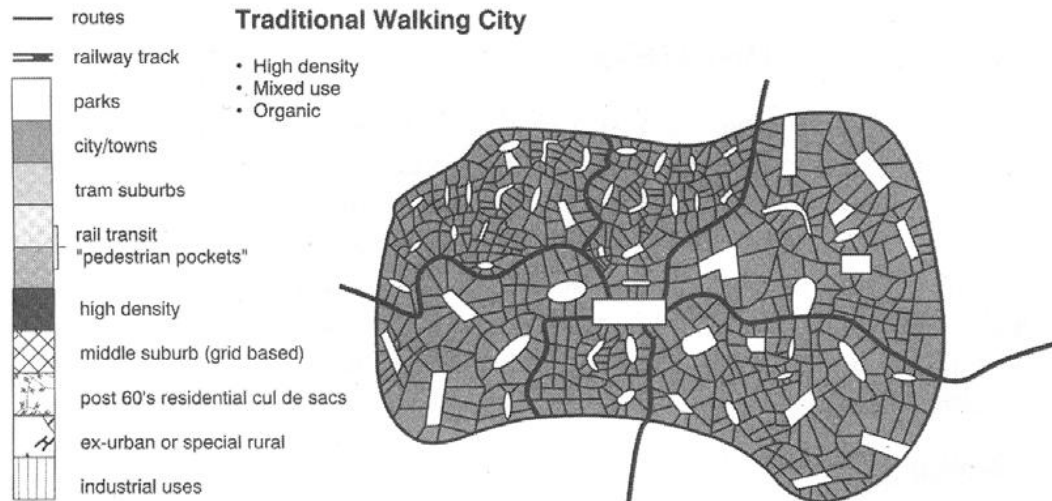 Traditional Walking City
• High density
• Mixed use
• Organic
routes
railway track
parks
city/towns
tram suburbs
rail transit
"pedestrian pockets"
high density
middle suburb (grid based)
post 60's residential cul de sacs
ex-urban or special rural
industrial uses